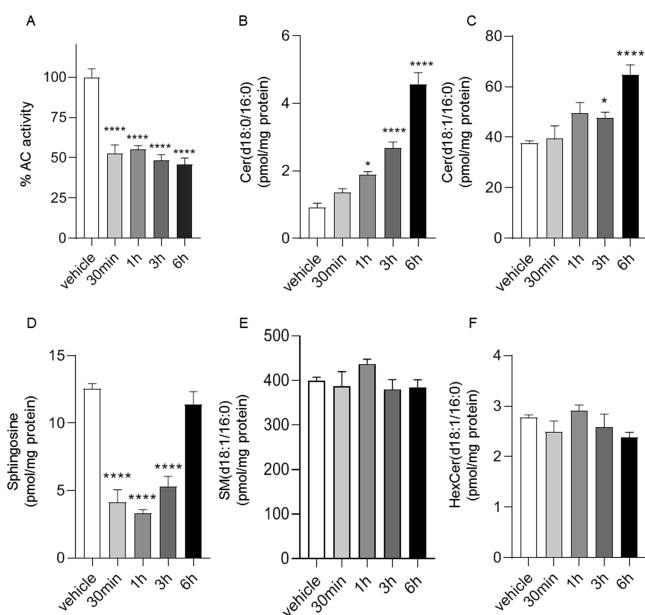 A
% AC activity
100
75
50
25
0
****
****
****
****
vehicle
30min
1h
3h
6h
B
Cer(d18:0/16:0)
(pmol/mg protein)
6
4
2
0
*
****
****
vehicle
30min
1h
3h
6h
C
Cer(d18:1/16:0)
(pmol/mg protein)
80
60
40
20
0
*
****
vehicle
30min
1h
3h
6h
D
Sphingosine
(pmol/mg protein)
15
10
5
0
****
****
****
vehicle
30min
1h
3h
6h
E
SM(d18:1/16:0)
(pmol/mg protein)
500
400
300
200
100
0
vehicle
30min
1h
3h
6h
F
HexCer(d18:1/16:0)
(pmol/mg protein)
4
3
2
1
0
vehicle
30min
1h
3h
6h